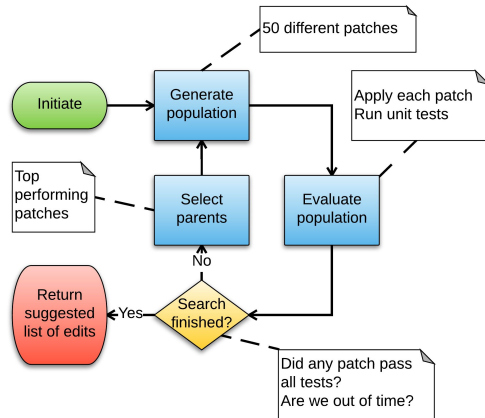 50 different patches
Initiate
Generate
population
Apply each patch
Run unit tests
Top
performing
patches
Select
parents
Evaluate
population
No
Return
suggested
list of edits
Yes
Search
finished?
Did any patch pass
all tests?
Are we out of time?